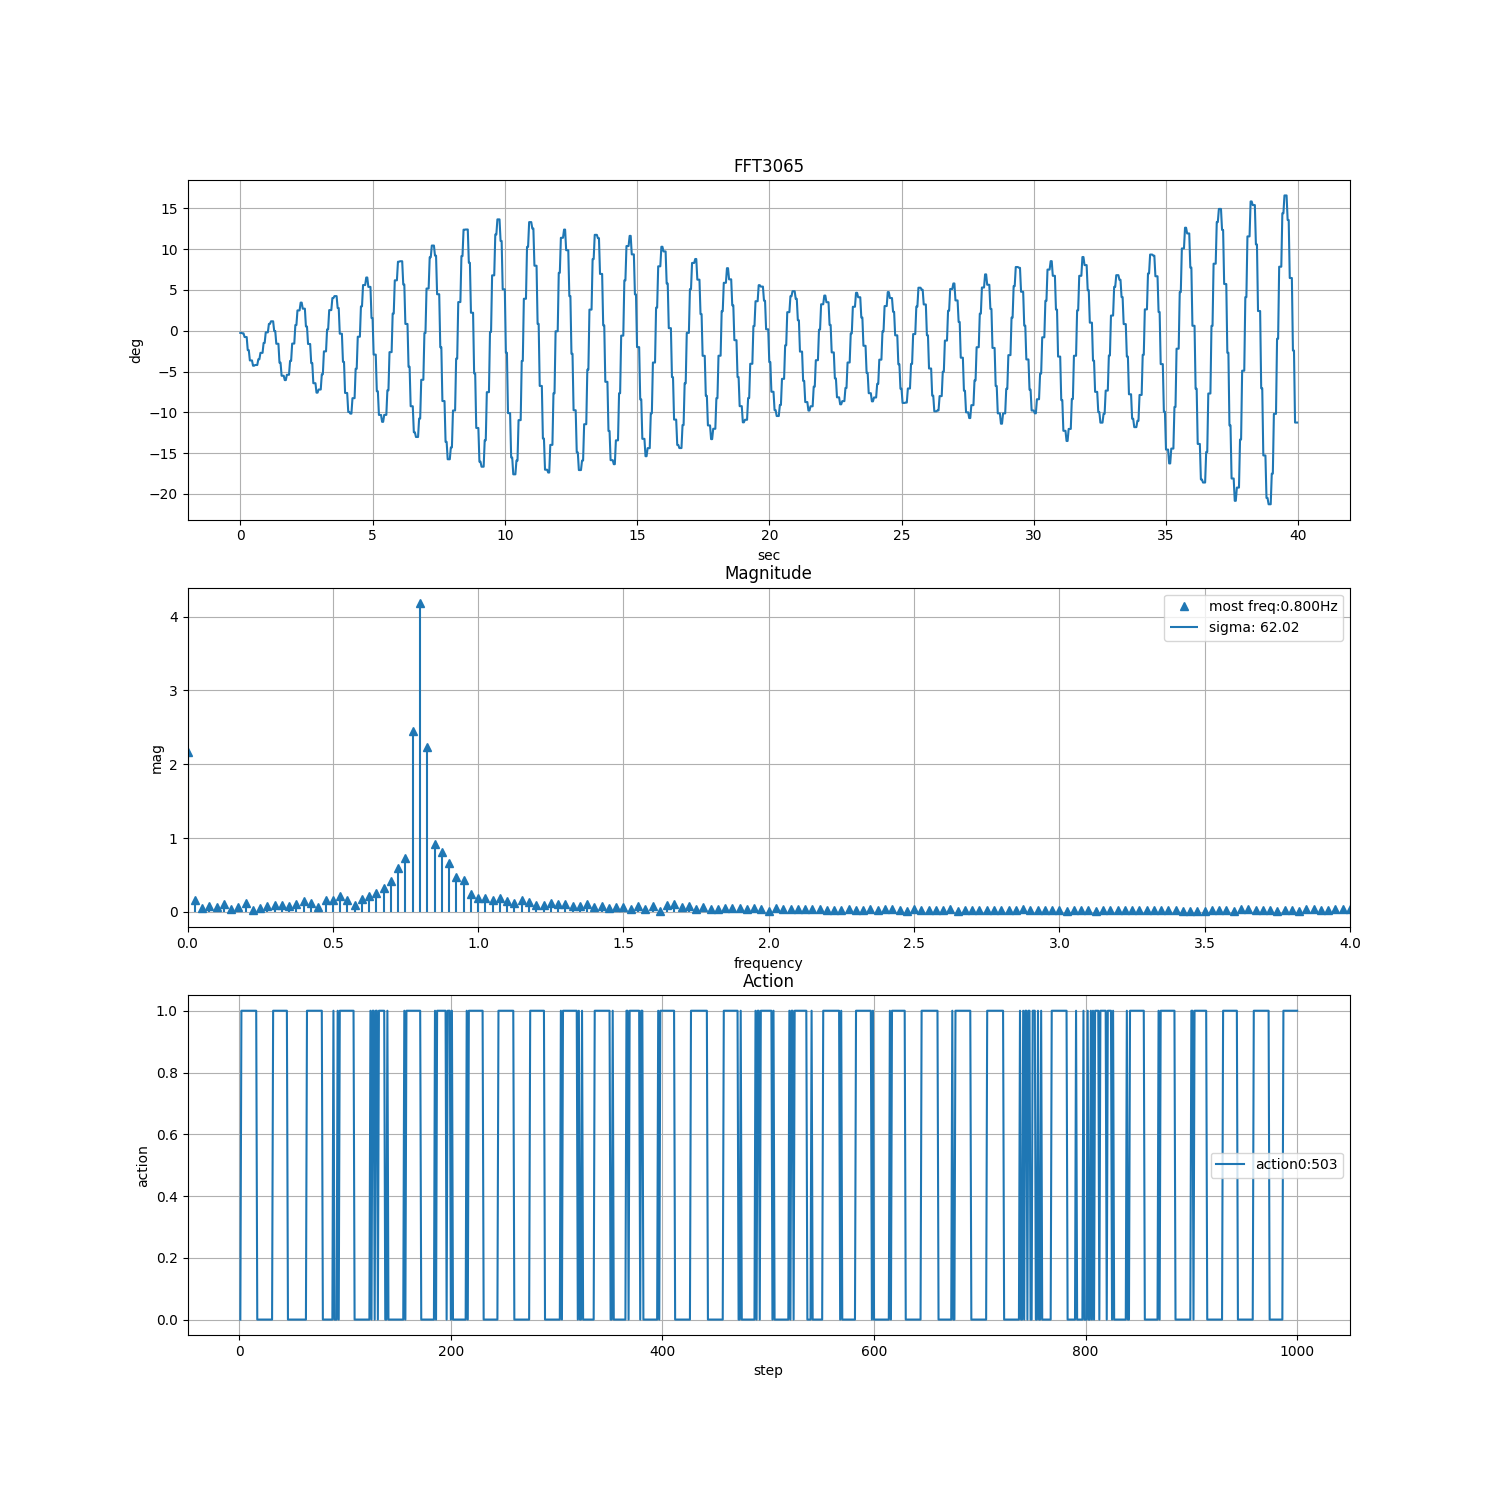 FFT3065
15
10
5
0
−5
−10
−15
−20
deg
0 5 10 15 20 25 30 35 40
sec
Magnitude
4
3
2
1
0
mag
most freq:0.800Hz
sigma: 62.02
0.0 0.5 1.0 1.5 2.0 2.5 3.0 3.5 4.0
frequency
Action
1.0
0.8
0.6
0.4
0.2
0.0
action
action0:503
0 200 400 600 800 1000
step